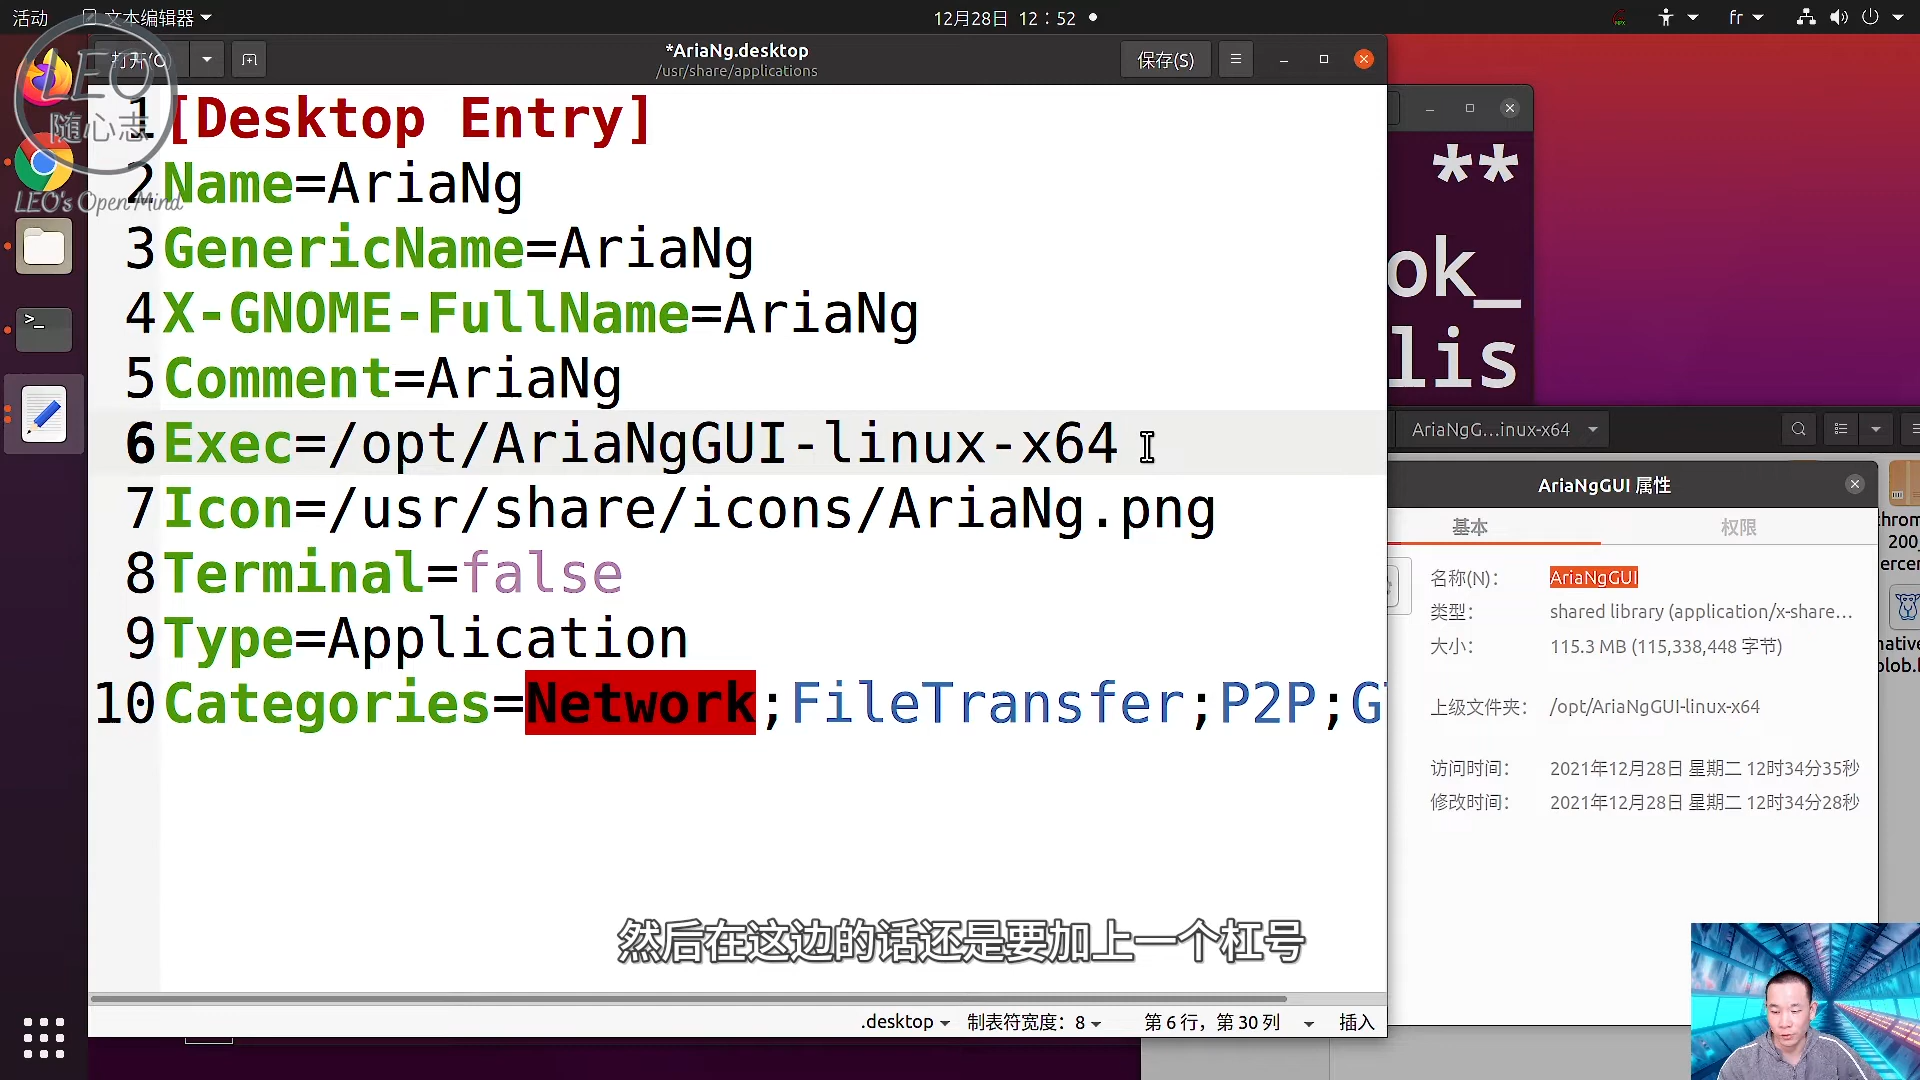 活动
文本编辑器
12月28日 12：52
fr
打开(O)
*AriaNg.desktop
/usr/share/applications
保存(S)
LEO
随心志
LEO's Open Mind
1 [Desktop Entry]
2 Name=AriaNg
3 GenericName=AriaNg
4 X-GNOME-FullName=AriaNg
5 Comment=AriaNg
6 Exec=/opt/AriaNgGUI-linux-x64
7 Icon=/usr/share/icons/AriaNg.png
8 Terminal=false
9 Type=Application
10 Categories=Network;FileTransfer;P2P;G
.desktop
制表符宽度：8
第 6 行，第 30 列
插入
**
ok_
lis
AriaNgG...inux-x64
AriaNgGUI 属性
基本
权限
名称(N)：
AriaNgGUI
类型：
shared library (application/x-share...
大小：
115.3 MB (115,338,448 字节)
上级文件夹：
/opt/AriaNgGUI-linux-x64
访问时间：
2021年12月28日 星期二 12时34分35秒
修改时间：
2021年12月28日 星期二 12时34分28秒
然后在这边的话还是要加上一个杠号